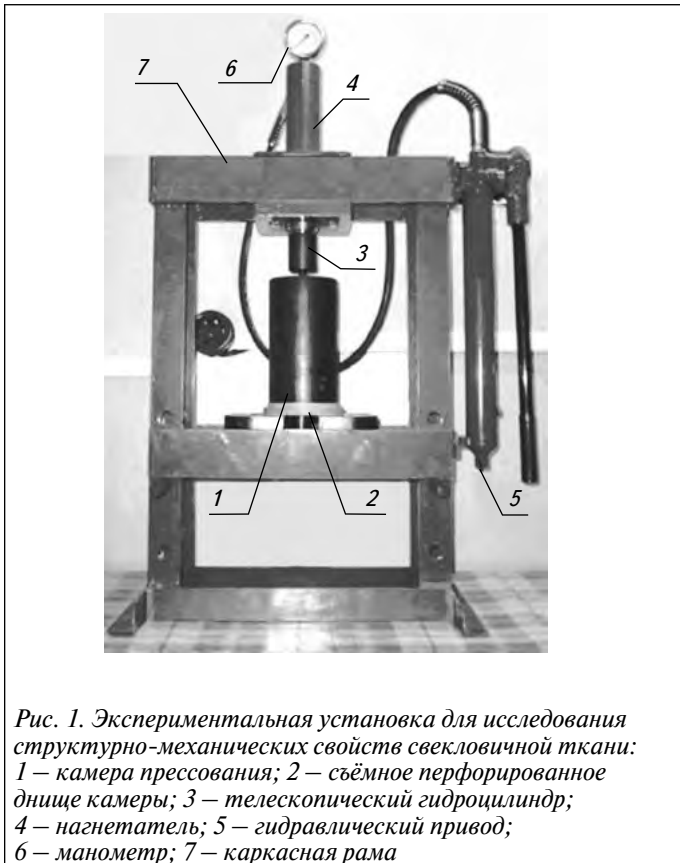 6
4
7
3
1
2
5
Рис. 1. Экспериментальная установка для исследования
структурно-механических свойств свекловичной ткани:
1 – камера прессования; 2 – съёмное перфорированное
днище камеры; 3 – телескопический гидроцилиндр;
4 – нагнетатель; 5 – гидравлический привод;
6 – манометр; 7 – каркасная рама